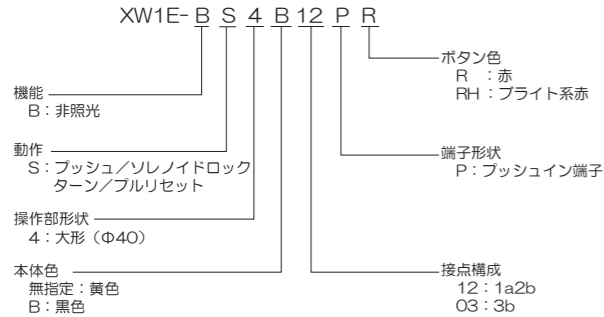 XW1E- B S 4 B 12 P R
機能
B：非照光
動作
S：プッシュ／ソレノイドロック
ターン／プルリセット
操作部形状
4：大形（Φ40）
本体色
無指定：黄色
B：黒色
ボタン色
R ：赤
RH：ブライト系赤
端子形状
P：プッシュイン端子
接点構成
12：1a2b
03：3b